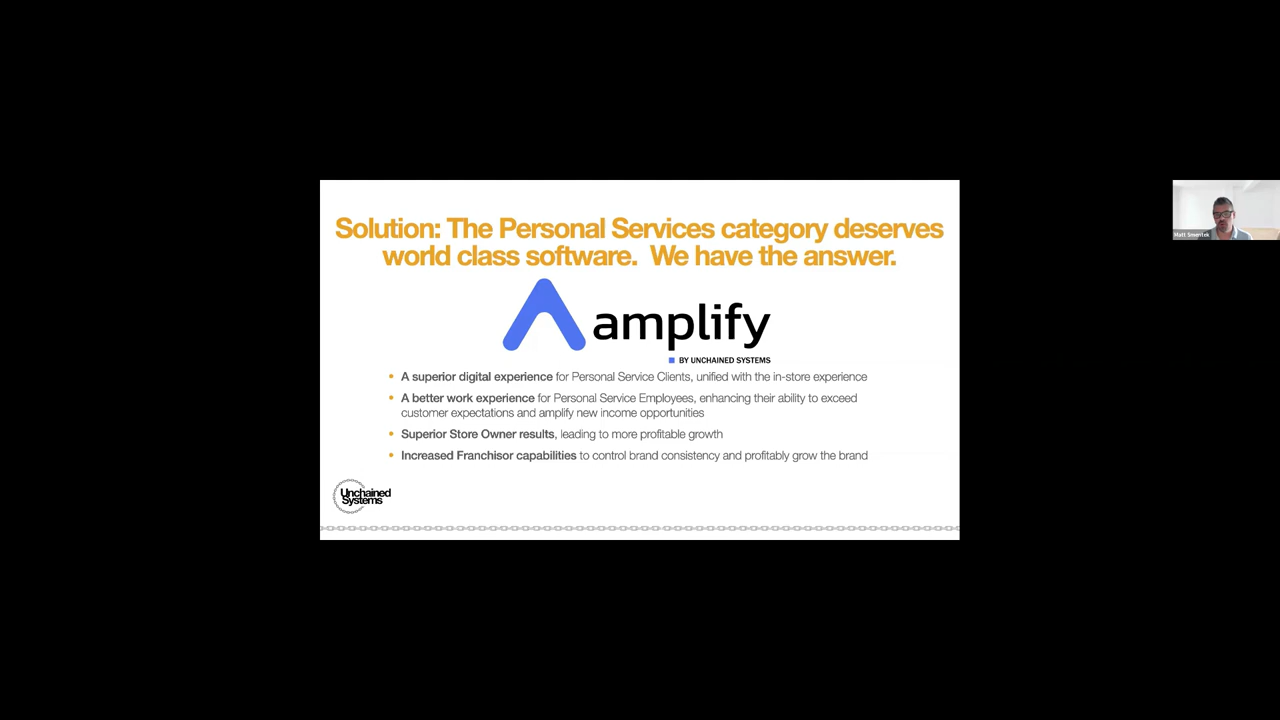 Solution: The Personal Services category deserves
world class software.  We have the answer.
amplify
BY UNCHAINED SYSTEMS
• A superior digital experience for Personal Service Clients, unified with the in-store experience
• A better work experience for Personal Service Employees, enhancing their ability to exceed
customer expectations and amplify new income opportunities
• Superior Store Owner results, leading to more profitable growth
• Increased Franchisor capabilities to control brand consistency and profitably grow the brand
Unchained
Systems
Matt Smentek